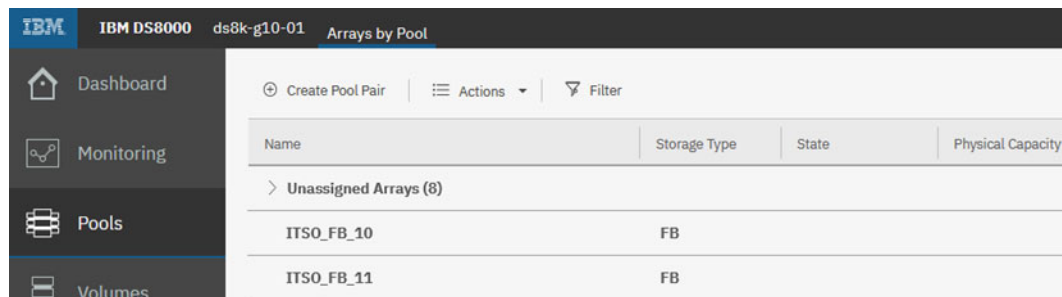 IBM IBM DS8000 ds8k-g10-01 Arrays by Pool
Dashboard
Create Pool Pair Actions Filter
Monitoring
Name Storage Type State Physical Capacity
Unassigned Arrays (8)
Pools
ITSO_FB_10 FB
ITSO_FB_11 FB
Volumes